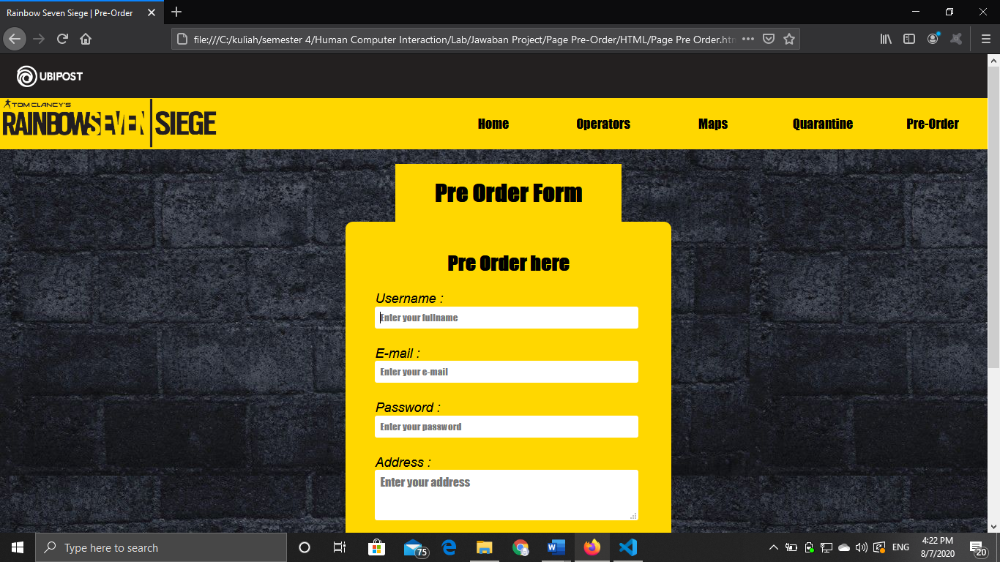 Rainbow Seven Siege | Pre-Order
file:///C:/kuliah/semester 4/Human Computer Interaction/Lab/Jawaban Project/Page Pre-Order/HTML/Page Pre Order.htm
UBIPOST
TOM CLANCY'S
RAINBOWSEVEN SIEGE
Home Operators Maps Quarantine Pre-Order
Pre Order Form
Pre Order here
Username :
Enter your fullname
E-mail :
Enter your e-mail
Password :
Enter your password
Address :
Enter your address
Type here to search
75
ENG
4:22 PM
8/7/2020
20